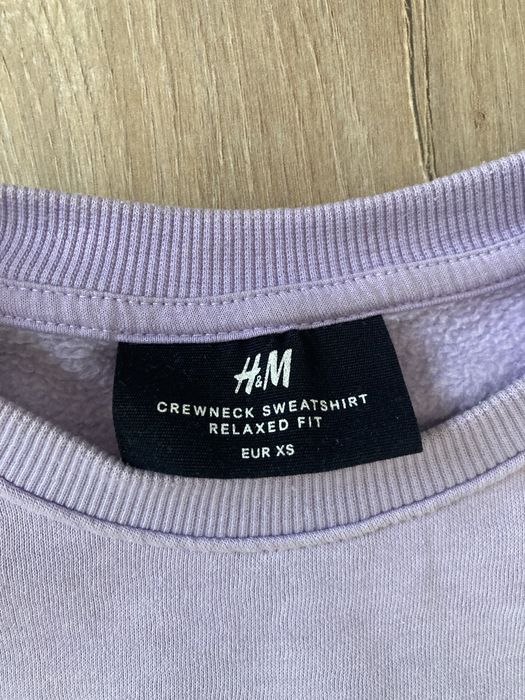 H&M
CREWNECK SWEATSHIRT
RELAXED FIT
EUR XS